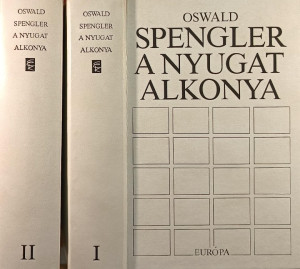 OSWALD
SPENGLER
A NYUGAT
ALKONYA
II
OSWALD
SPENGLER
A NYUGAT
ALKONYA
I
OSWALD
SPENGLER
A NYUGAT
ALKONYA
EURÓPA